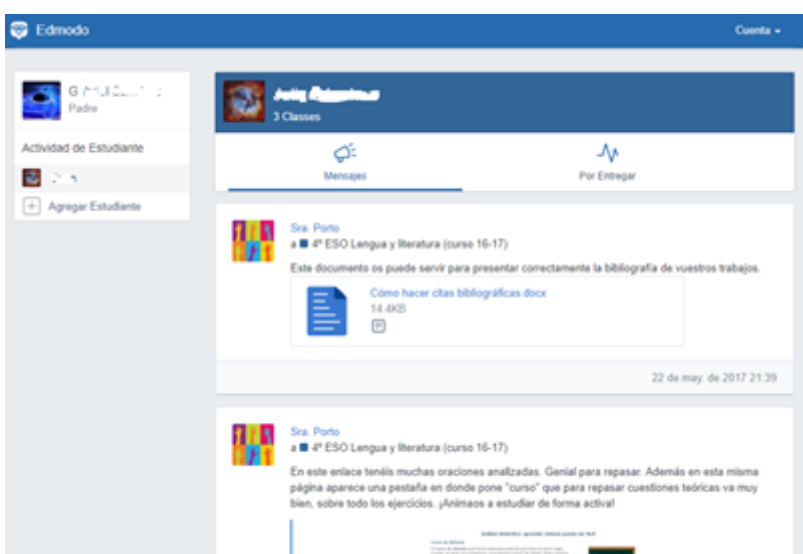 Edmodo
Cuenta
Padre
3 Classes
Actividad de Estudiante
Mensajes
Por Entregar
Agregar Estudiante
Sra. Porto
a 4º ESO Lengua y literatura (curso 16-17)
Este documento os puede servir para presentar correctamente la bibliografía de vuestros trabajos.
Cómo hacer citas bibliográficas docx
14.4KB
22 de may. de 2017 21:39
Sra. Porto
a 4º ESO Lengua y literatura (curso 16-17)
En este enlace tenéis muchas oraciones analizadas. Genial para repasar. Además en esta misma
página aparece una pestaña en donde pone "curso" que para repasar cuestiones teóricas va muy
bien, sobre todo los ejercicios. ¡Animaos a estudiar de forma activa!